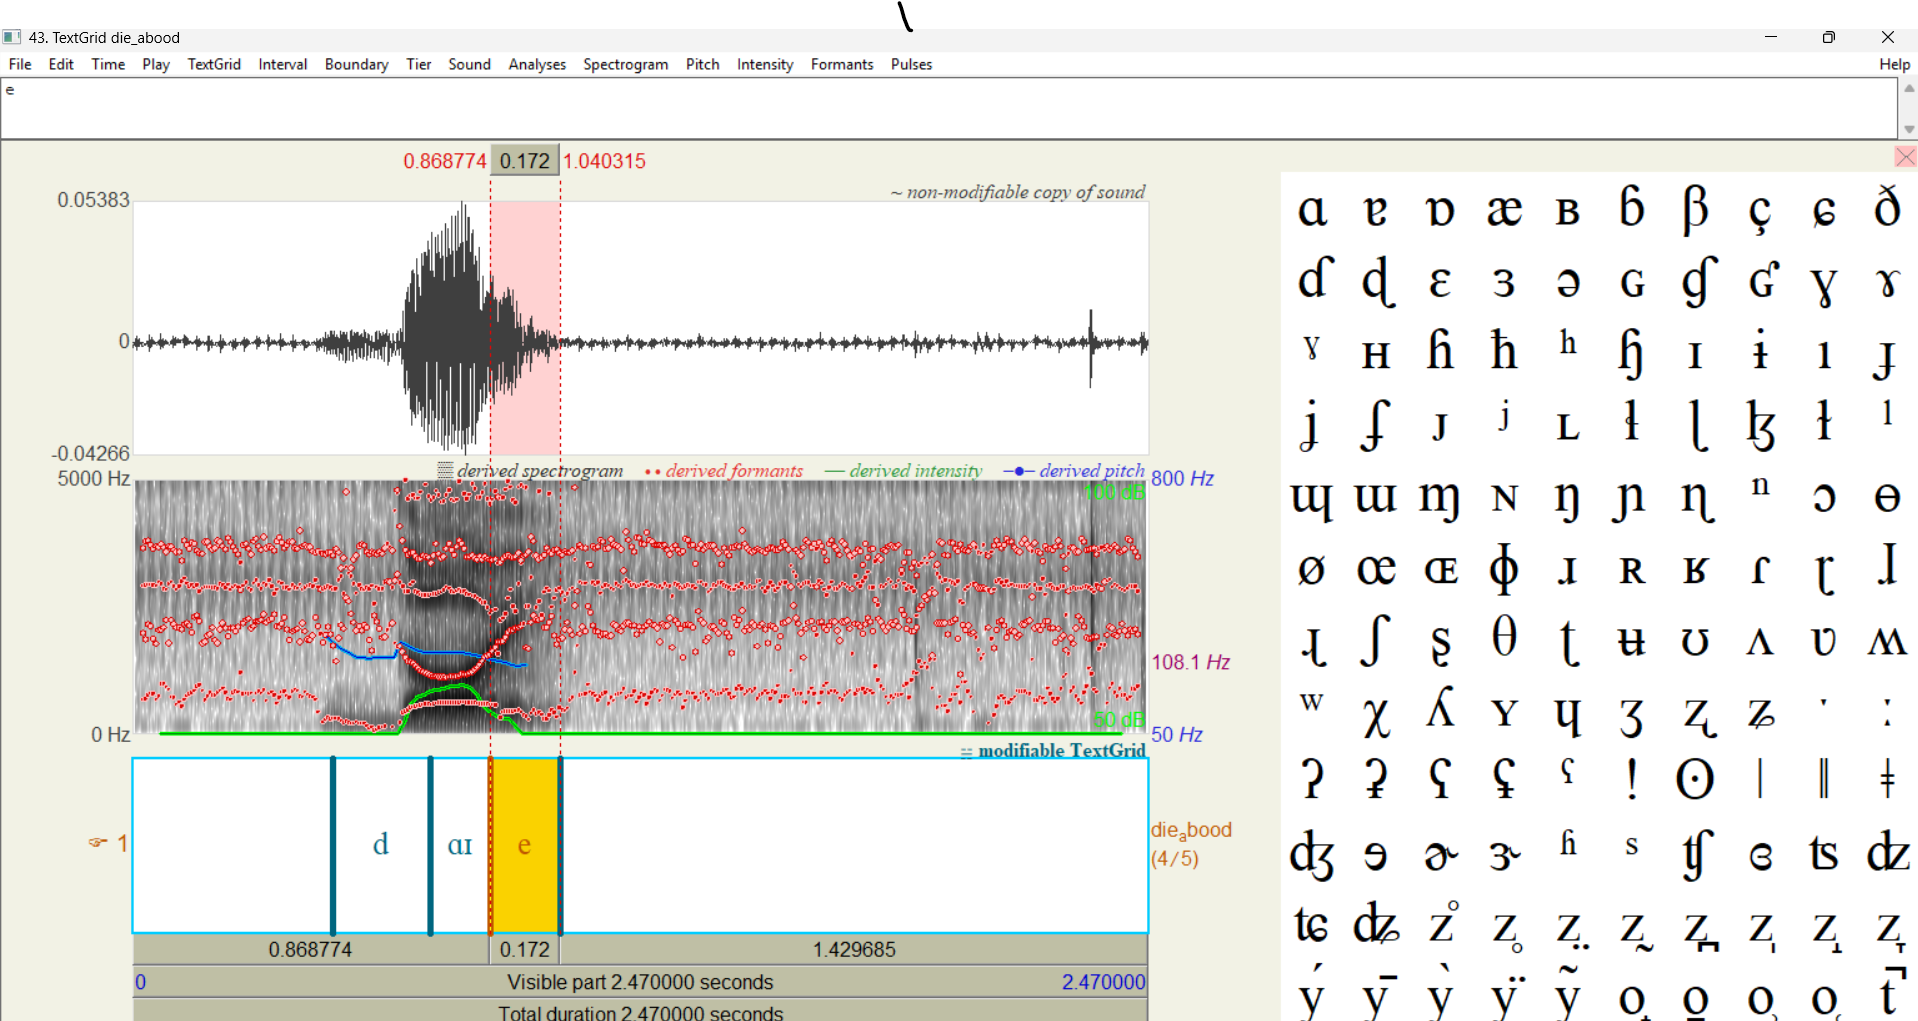 43. TextGrid die_abood
File Edit Time Play TextGrid Interval Boundary Tier Sound Analyses Spectrogram Pitch Intensity Formants Pulses Help
e
0.868774 0.172 1.040315
~ non-modifiable copy of sound
0.05383
0
-0.04266
derived spectrogram derived formants derived intensity derived pitch
5000 Hz 800 Hz
100 dB
108.1 Hz
50 dB
0 Hz 50 Hz
modifiable TextGrid
☞ 1 d ɑɪ e die_abood
(4/5)
0.868774 0.172 1.429685
0 Visible part 2.470000 seconds 2.470000
Total duration 2.470000 seconds
ɑ ɐ ɒ æ ʙ ɓ β ç ɕ ð
ɗ ɖ ɛ ɜ ə ɢ ɠ ʛ ɣ ɤ
ˠ ʜ ɦ ħ ʰ ɧ ɪ ɨ ı ɟ
ʝ ʄ ᴊ ʲ ʟ ɬ ɭ ɮ ɫ ˡ
ɰ ɯ ɱ ɴ ŋ ɲ ɳ ⁿ ɔ ɵ
ø œ ɶ ɸ ɹ ʀ ʁ ɾ ɽ ɺ
ɻ ʃ ʂ θ ʈ ʉ ʊ ʌ ʋ ʍ
ʷ χ ʎ ʏ ɥ ʒ ʐ ʑ ˈ ː
ʔ ʡ ʕ ʢ ˤ ! ʘ ǀ ǁ ǂ
ʤ ɘ ɚ ɝ ʱ ˢ ʧ ɞ ʦ ʣ
ʨ ʥ z̊ z̥ z̤ z̰ z̺ z̩ z̟ z̞
ý ȳ ỳ ÿ ỹ